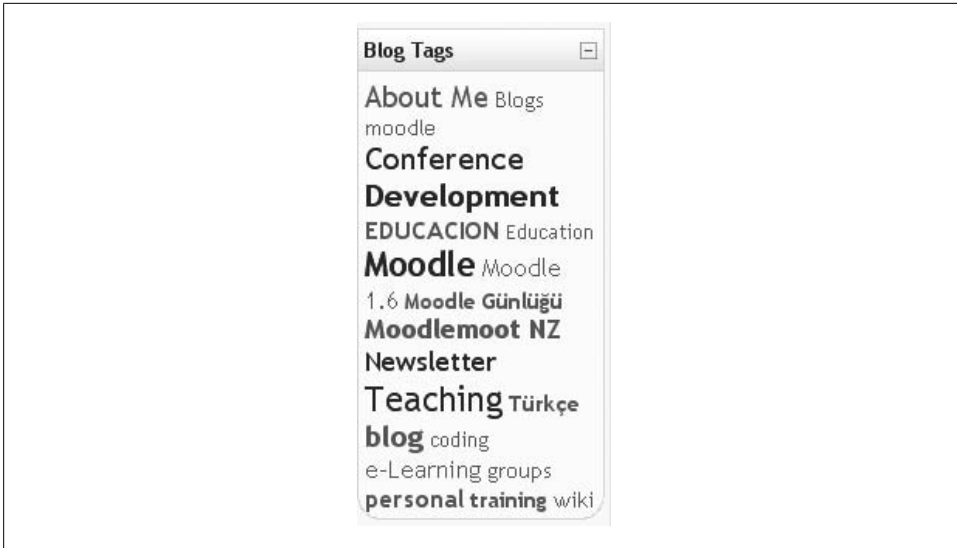 Blog Tags
About Me Blogs
moodle
Conference
Development
EDUCACION Education
Moodle Moodle
1.6 Moodle Günlüğü
Moodlemoot NZ
Newsletter
Teaching Türkçe
blog coding
e-Learning groups
personal training wiki